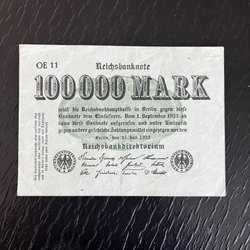 OE 11
Reichsbanknote
100000 MARK
zahlt die Reichsbankhauptkasse in Berlin gegen diese
Banknote dem Einlieferer. Vom 1. September 1923 ab
kann diese Banknote aufgerufen und unter Umtausch
gegen andere gesetzliche Zahlungsmittel eingezogen werden
Berlin, den 25. Juli 1923
Reichsbankdirektorium